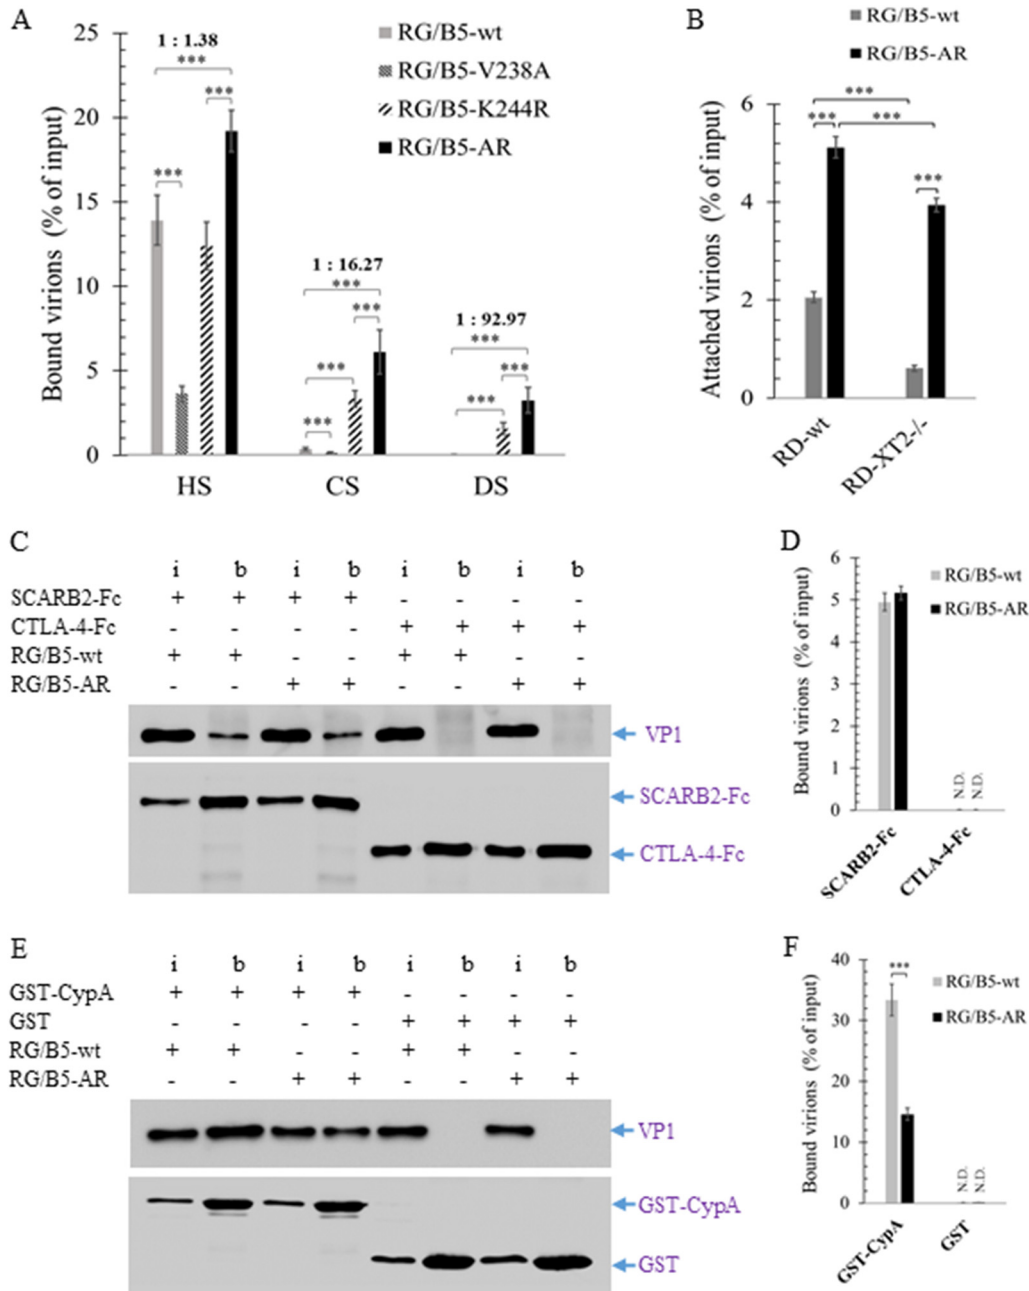 A
Bound virions (% of input)
25
20
15
10
5
0
1 : 1.38
***
***
***
1 : 16.27
***
***
***
***
1 : 92.97
***
***
***
HS CS DS
RG/B5-wt
RG/B5-V238A
RG/B5-K244R
RG/B5-AR
B
RG/B5-wt
RG/B5-AR
Attached virions (% of input)
6
4
2
0
***
*** ***
***
RD-wt RD-XT2-/-
C
i b i b i b i b
SCARB2-Fc + + + + - - - -
CTLA-4-Fc - - - - + + + +
RG/B5-wt + + - - + + - -
RG/B5-AR - - + + - - + +
VP1
SCARB2-Fc
CTLA-4-Fc
D
Bound virions (% of input)
6
5
4
3
2
1
0
RG/B5-wt
RG/B5-AR
N.D. N.D.
SCARB2-Fc CTLA-4-Fc
E
i b i b i b i b
GST-CypA + + + + - - - -
GST - - - - + + + +
RG/B5-wt + + - - + + - -
RG/B5-AR - - + + - - + +
VP1
GST-CypA
GST
F
Bound virions (% of input)
40
30
20
10
0
***
RG/B5-wt
RG/B5-AR
N.D. N.D.
GST-CypA GST